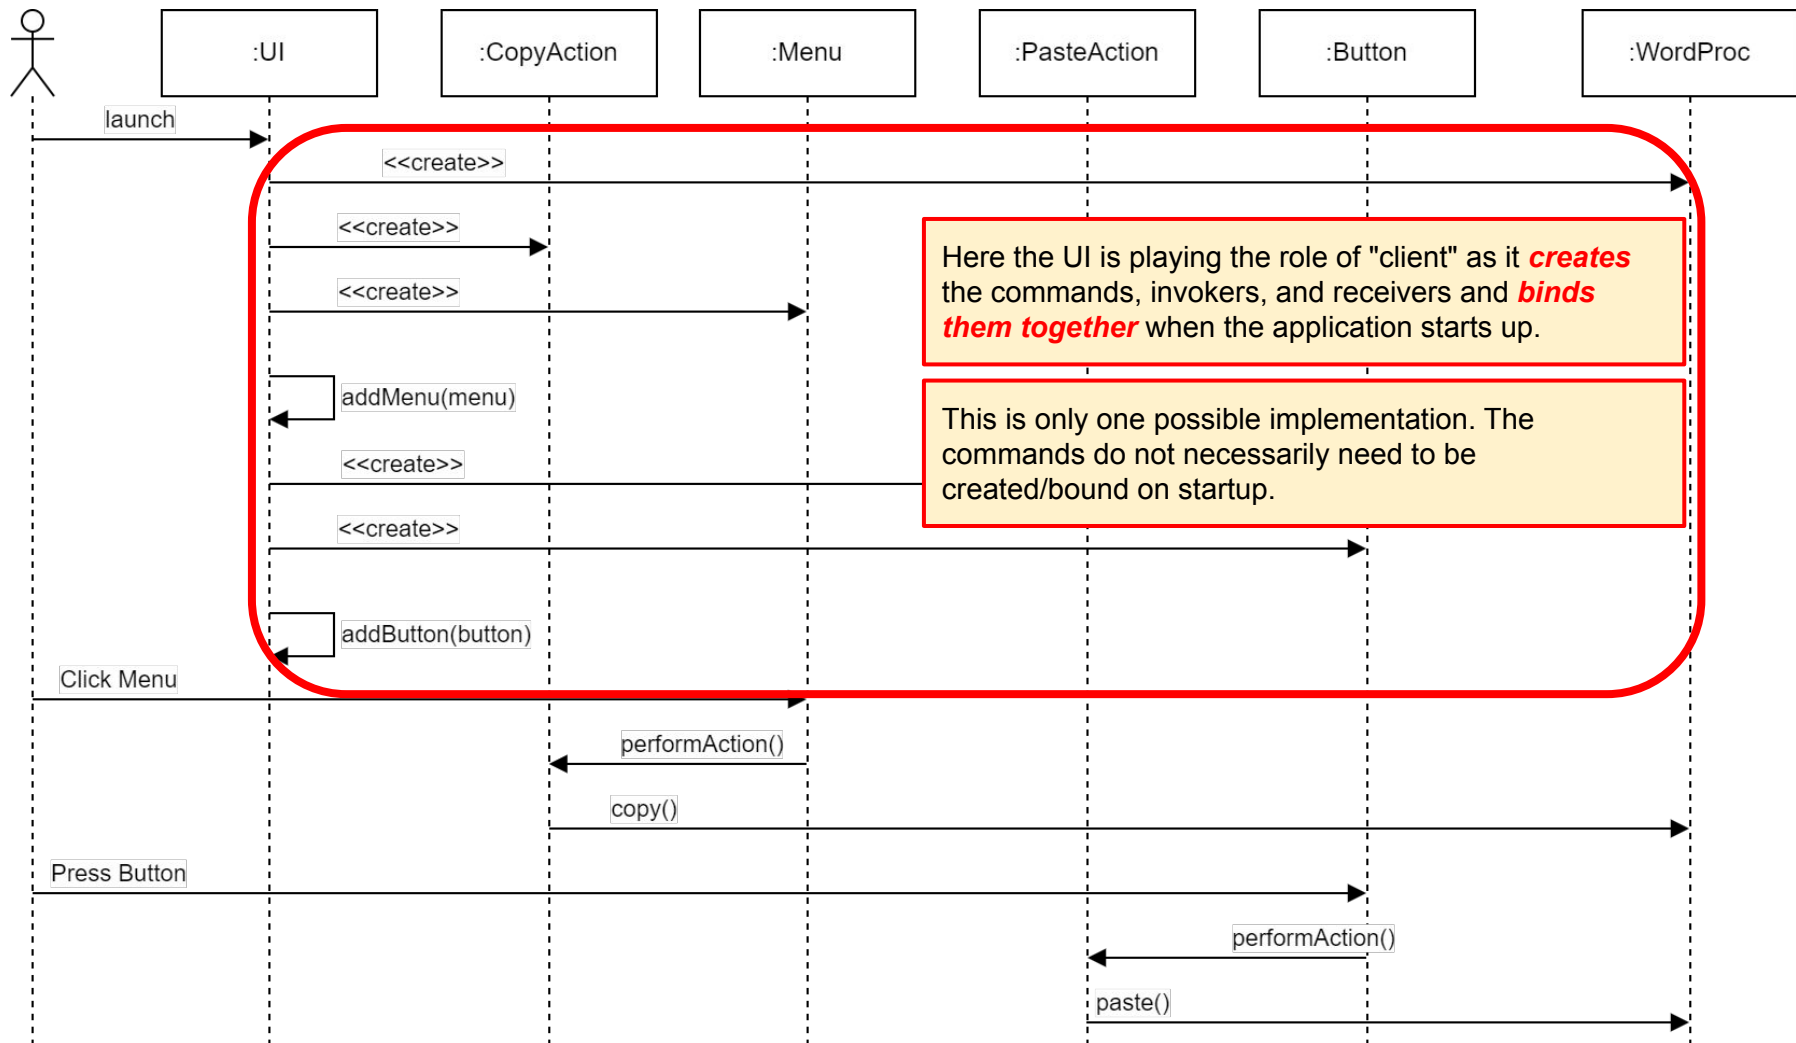 :UI
:CopyAction
:Menu
:PasteAction
:Button
:WordProc
launch
<<create>>
<<create>>
<<create>>
Here the UI is playing the role of "client" as it creates
the commands, invokers, and receivers and binds
them together when the application starts up.
addMenu(menu)
This is only one possible implementation. The
commands do not necessarily need to be
created/bound on startup.
<<create>>
<<create>>
addButton(button)
Click Menu
performAction()
copy()
Press Button
performAction()
paste()